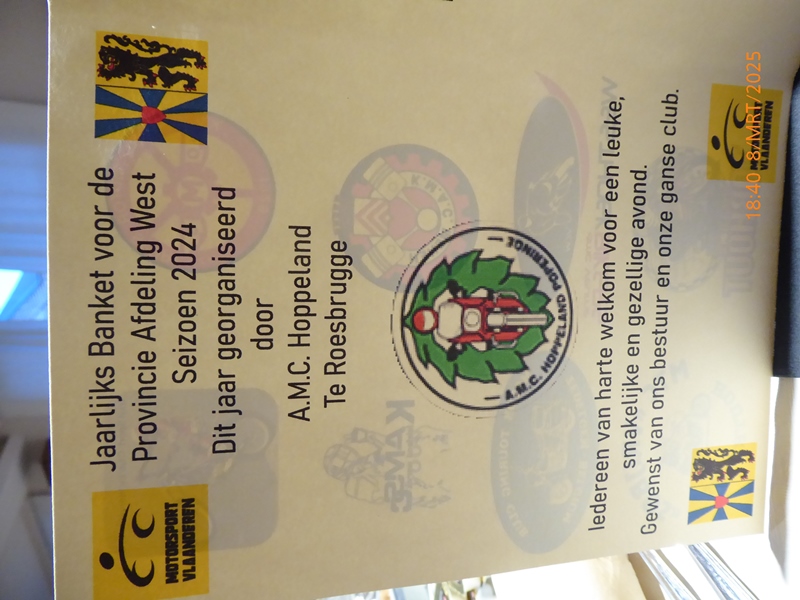 Jaarlijks Banket voor de
Provincie Afdeling West
Seizoen 2024
Dit jaar georganiseerd
door
A.M.C. Hoppeland
Te Roesbrugge
MOTORSPORT
VLAANDEREN
A.M.C. HOPPELAND POPERINGE
Iedereen van harte welkom voor een leuke,
smakelijke en gezellige avond.
Gewenst van ons bestuur en onze ganse club.
VLAANDEREN
18:40 8/MRT/2025